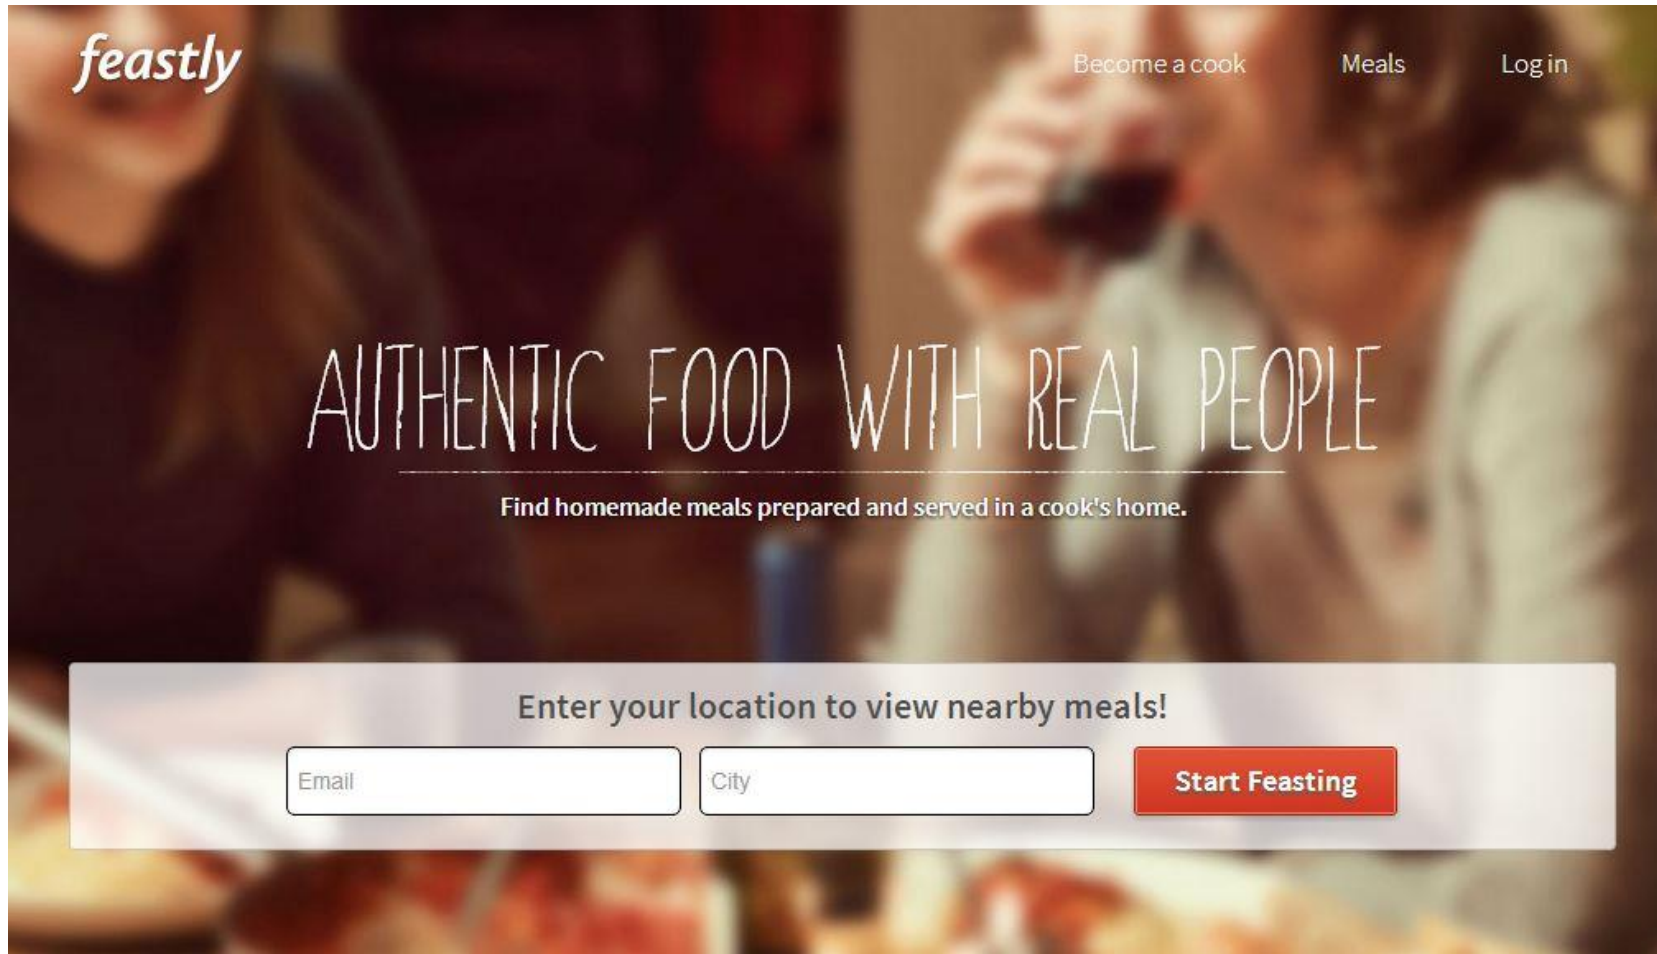 feastly
Become a cook
Meals
Log in
AUTHENTIC FOOD WITH REAL PEOPLE
Find homemade meals prepared and served in a cook's home.
Enter your location to view nearby meals!
Email
City
Start Feasting